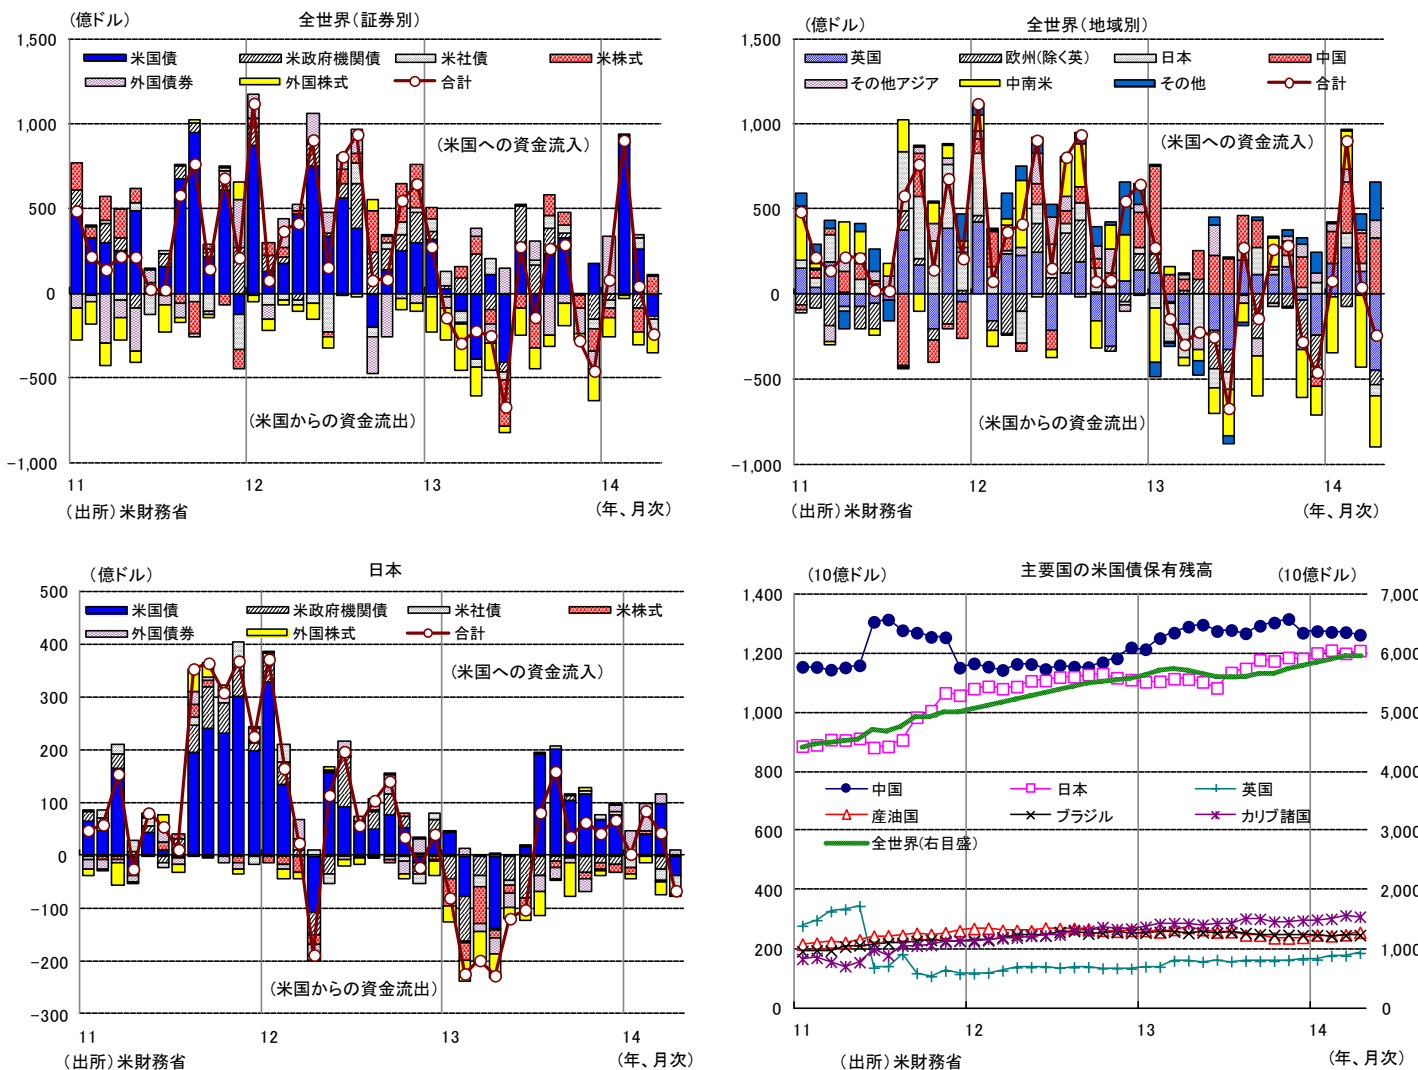 (億ドル)
全世界(証券別)
1,500
米国債
米政府機関債
米社債
米株式
外国債券
外国株式
合計
1,000
(米国への資金流入)
500
0
-500
(米国からの資金流出)
-1,000
11 12 13 14
(出所)米財務省
(年、月次)
(億ドル)
全世界(地域別)
1,500
英国
欧州(除く英)
日本
中国
その他アジア
中南米
その他
合計
1,000
(米国への資金流入)
500
0
-500
(米国からの資金流出)
-1,000
11 12 13 14
(出所)米財務省
(年、月次)
(億ドル)
日本
500
米国債
米政府機関債
米社債
米株式
外国債券
外国株式
合計
400
(米国への資金流入)
300
200
100
0
-100
-200
(米国からの資金流出)
-300
11 12 13 14
(出所)米財務省
(年、月次)
(10億ドル)
主要国の米国債保有残高
(10億ドル)
1,400 7,000
1,200 6,000
1,000 5,000
800 4,000
中国
日本
英国
産油国
ブラジル
カリブ諸国
600 3,000
全世界(右目盛)
400 2,000
200 1,000
0 0
11 12 13 14
(出所)米財務省
(年、月次)